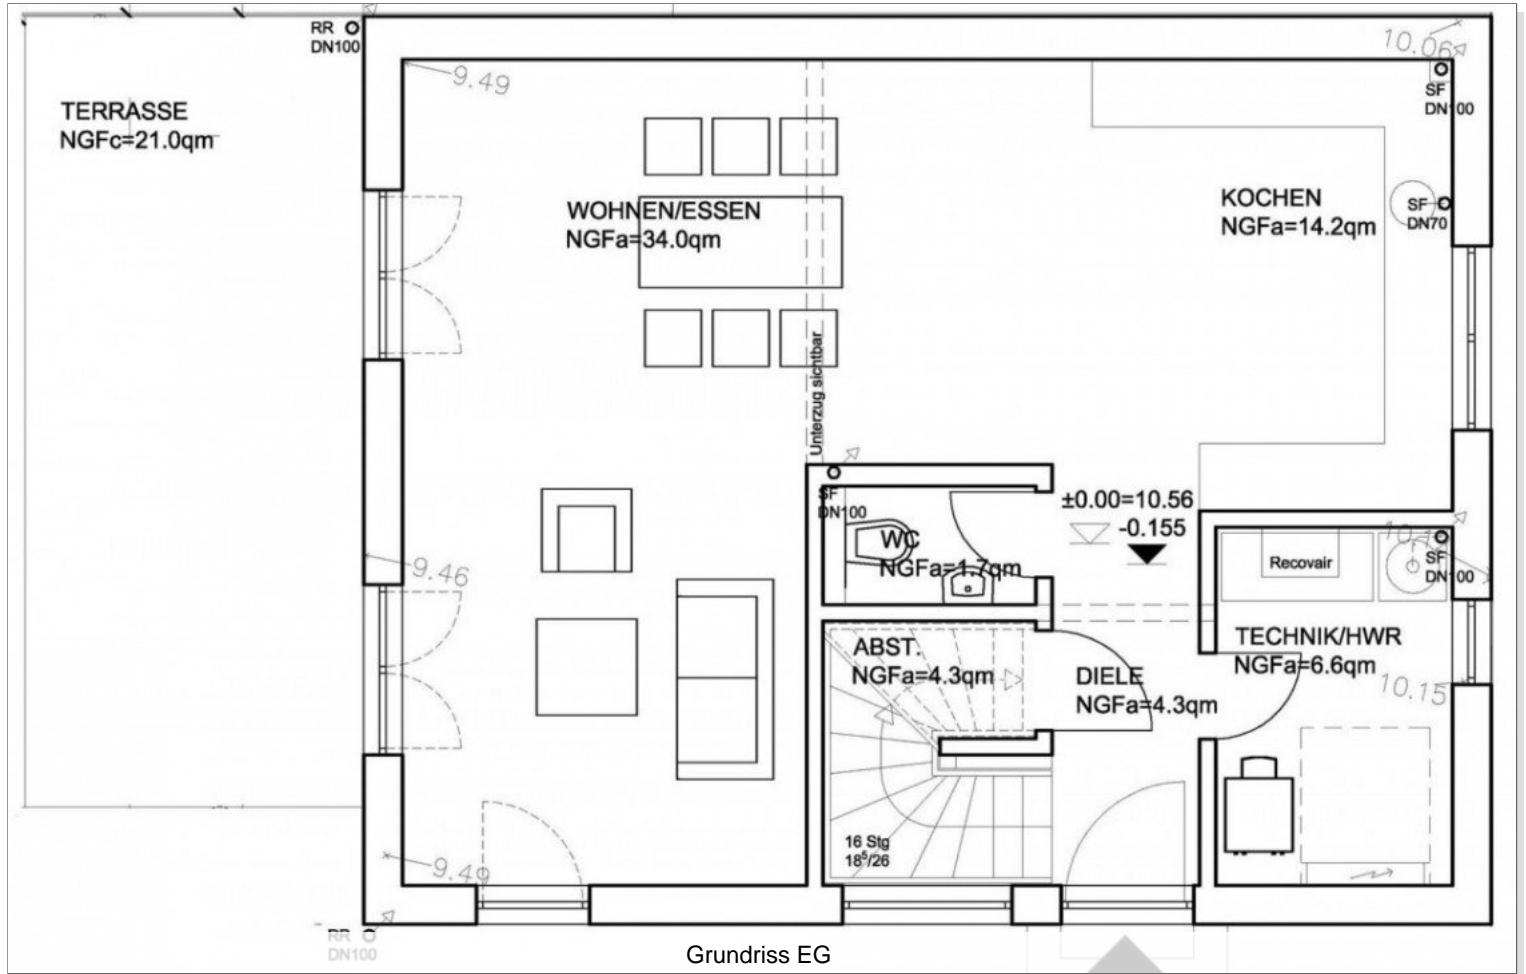 RR
DN100
10.06
9.49
SF
DN100
TERRASSE
NGFc=21.0qm
WOHNEN/ESSEN
NGFa=34.0qm
KOCHEN
NGFa=14.2qm
SF
DN70
Unterzug sichtbar
SF
DN100
±0.00=10.56
-0.155
WC
NGFa=1.7qm
Recovair
SF
DN100
9.46
ABST.
NGFa=4.3qm
DIELE
NGFa=4.3qm
TECHNIK/HWR
NGFa=6.6qm
10.15
16 Stg
18⁵/26
9.49
RR
DN100
Grundriss EG